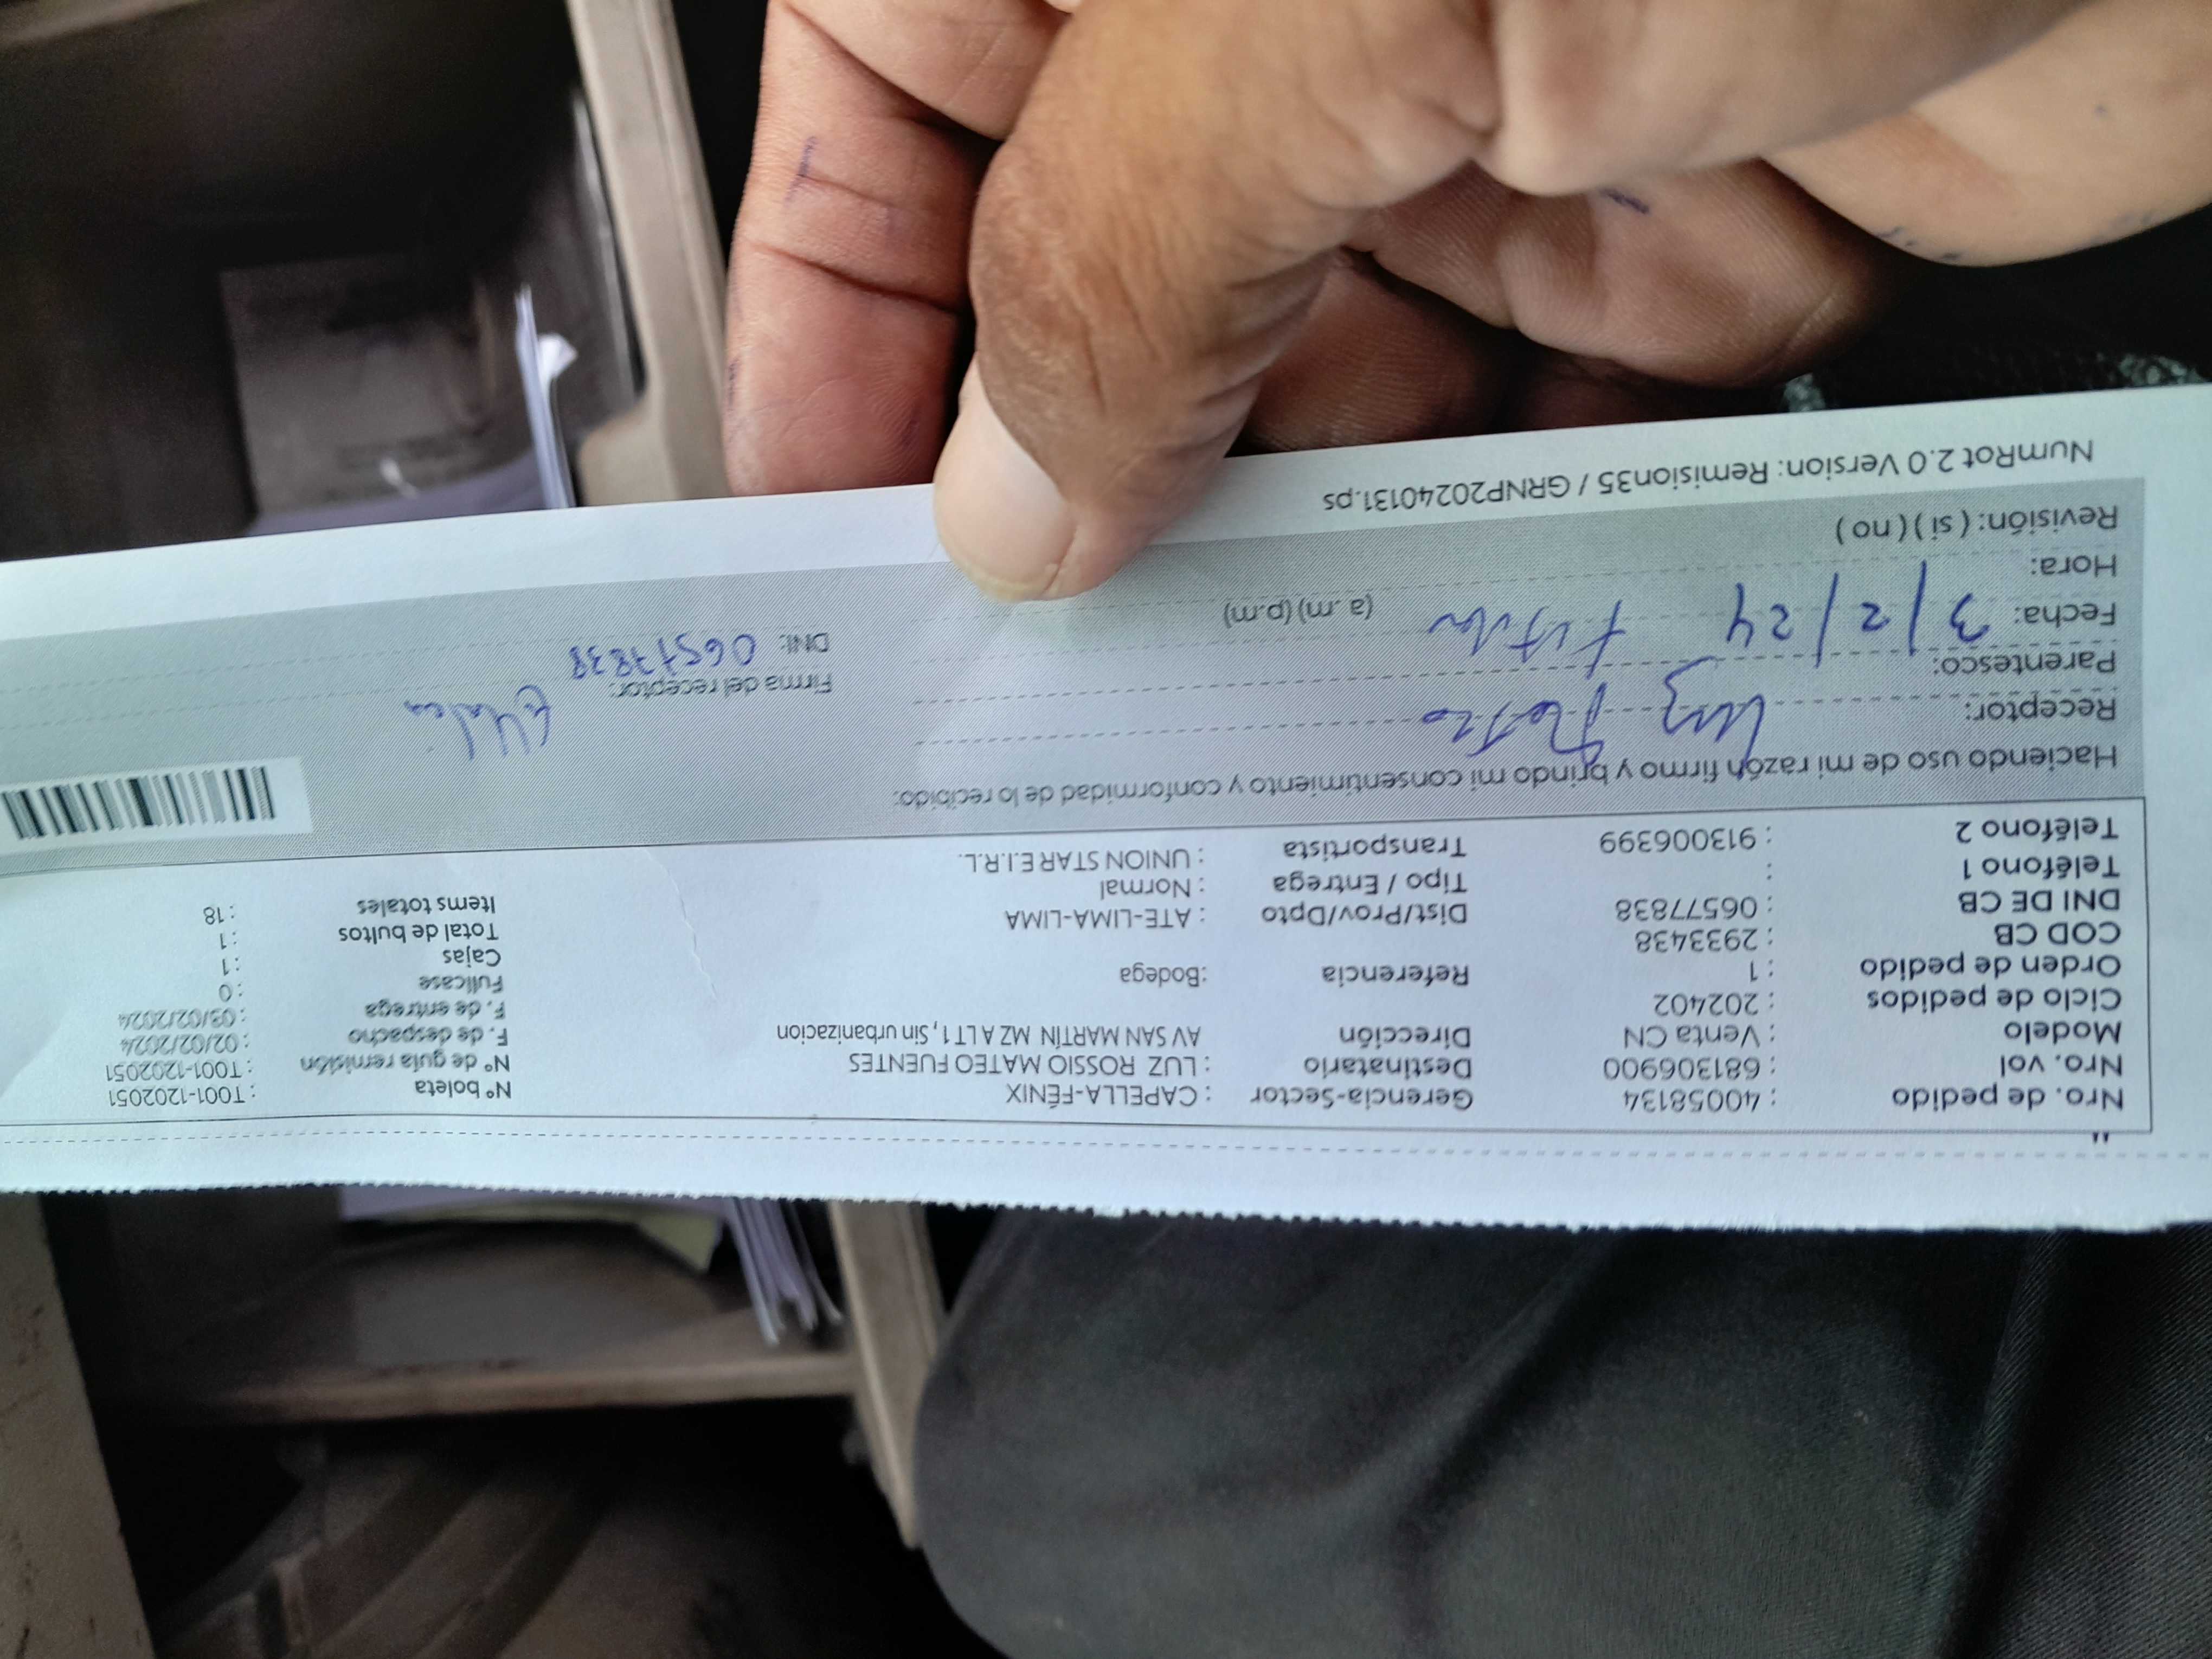 Nro. de pedido : 40058134 Gerencia-Sector : CAPELLA-FÉNIX Nº boleta : T001-1202051
Nro. vol : 681306900 Destinatario : LUZ ROSSIO MATEO FUENTES Nº de guía remisión : T001-1202051
Modelo : Venta CN Dirección AV SAN MARTÍN MZ A LT 1, Sin urbanizacion F. de despacho : 02/02/2024
Ciclo de pedidos : 202402 F. de entrega : 03/02/2024
Orden de pedido : 1 Referencia :Bodega Fullcase : 0
COD CB : 2933438 Cajas : 1
DNI DE CB : 06577838 Dist/Prov/Dpto : ATE-LIMA-LIMA Total de bultos : 1
Teléfono 1 : Tipo / Entrega : Normal Items totales : 18
Teléfono 2 : 913006399 Transportista : UNION STAR E.I.R.L.
Haciendo uso de mi razón firmo y brindo mi consentimiento y conformidad de lo recibido:
Receptor: Luz
Parentesco: Firma del receptor:
Fecha: 3/2/24 DNI: 06577838
Hora: (a.m) (p.m)
Revisión: ( si ) ( no )
NumRot 2.0 Version: Remision35 / GRNP20240131.ps